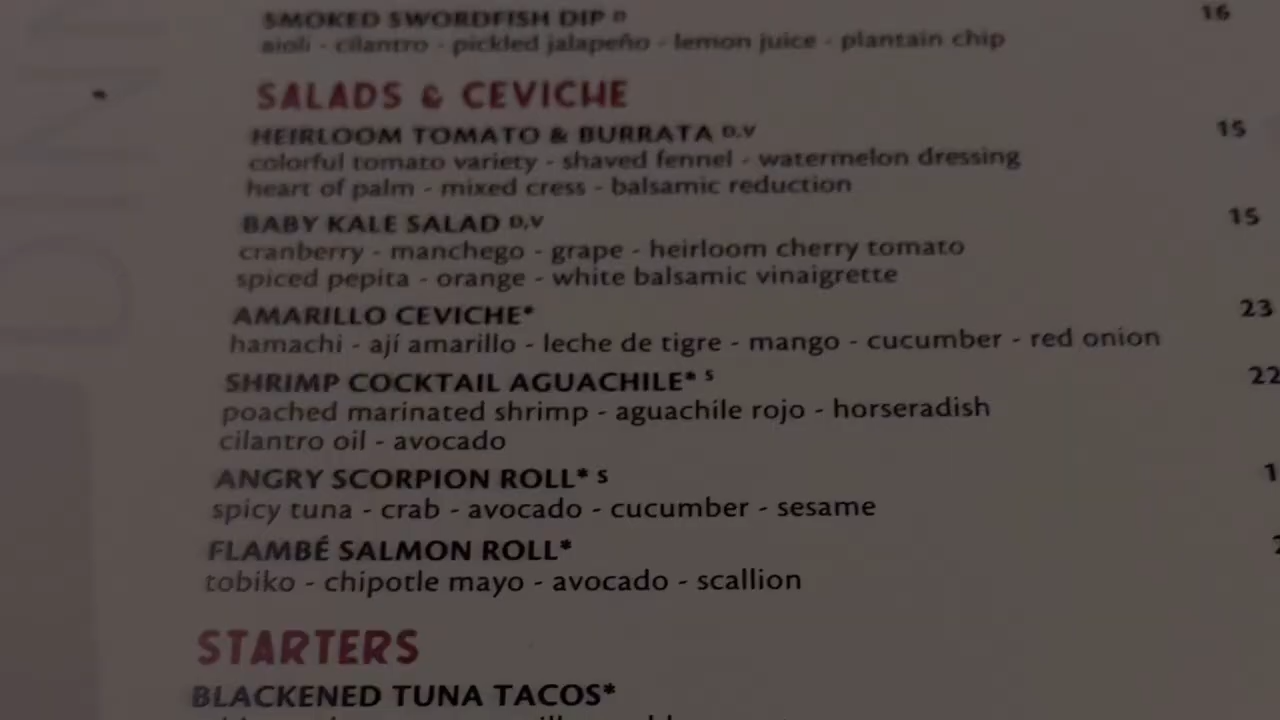 SMOKED SWORDFISH DIP D 16
aioli - cilantro - pickled jalapeño - lemon juice - plantain chip
SALADS & CEVICHE
HEIRLOOM TOMATO & BURRATA D,V 15
colorful tomato variety - shaved fennel - watermelon dressing
heart of palm - mixed cress - balsamic reduction
BABY KALE SALAD D,V 15
cranberry - manchego - grape - heirloom cherry tomato
spiced pepita - orange - white balsamic vinaigrette
AMARILLO CEVICHE* 23
hamachi - ají amarillo - leche de tigre - mango - cucumber - red onion
SHRIMP COCKTAIL AGUACHILE* S 22
poached marinated shrimp - aguachile rojo - horseradish
cilantro oil - avocado
ANGRY SCORPION ROLL* S
spicy tuna - crab - avocado - cucumber - sesame
FLAMBÉ SALMON ROLL*
tobiko - chipotle mayo - avocado - scallion
STARTERS
BLACKENED TUNA TACOS*